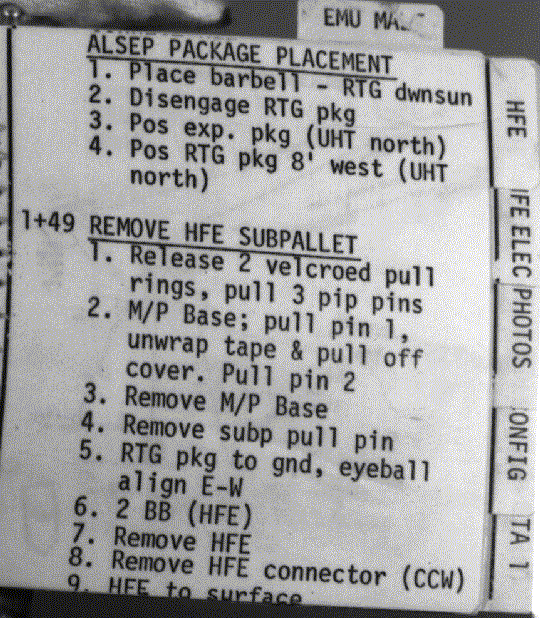 EMU MA
ALSEP PACKAGE PLACEMENT
1. Place barbell - RTG dwnsun
2. Disengage RTG pkg
3. Pos exp. pkg (UHT north)
4. Pos RTG pkg 8' west (UHT
north)
1+49 REMOVE HFE SUBPALLET
1. Release 2 velcroed pull
rings, pull 3 pip pins
2. M/P Base; pull pin 1,
unwrap tape & pull off
cover. Pull pin 2
3. Remove M/P Base
4. Remove subp pull pin
5. RTG pkg to gnd, eyeball
align E-W
6. 2 BB (HFE)
7. Remove HFE
8. Remove HFE connector (CCW)
9. HFE to surface
HFE
FE ELEC
PHOTOS
ONFIG
TA 1